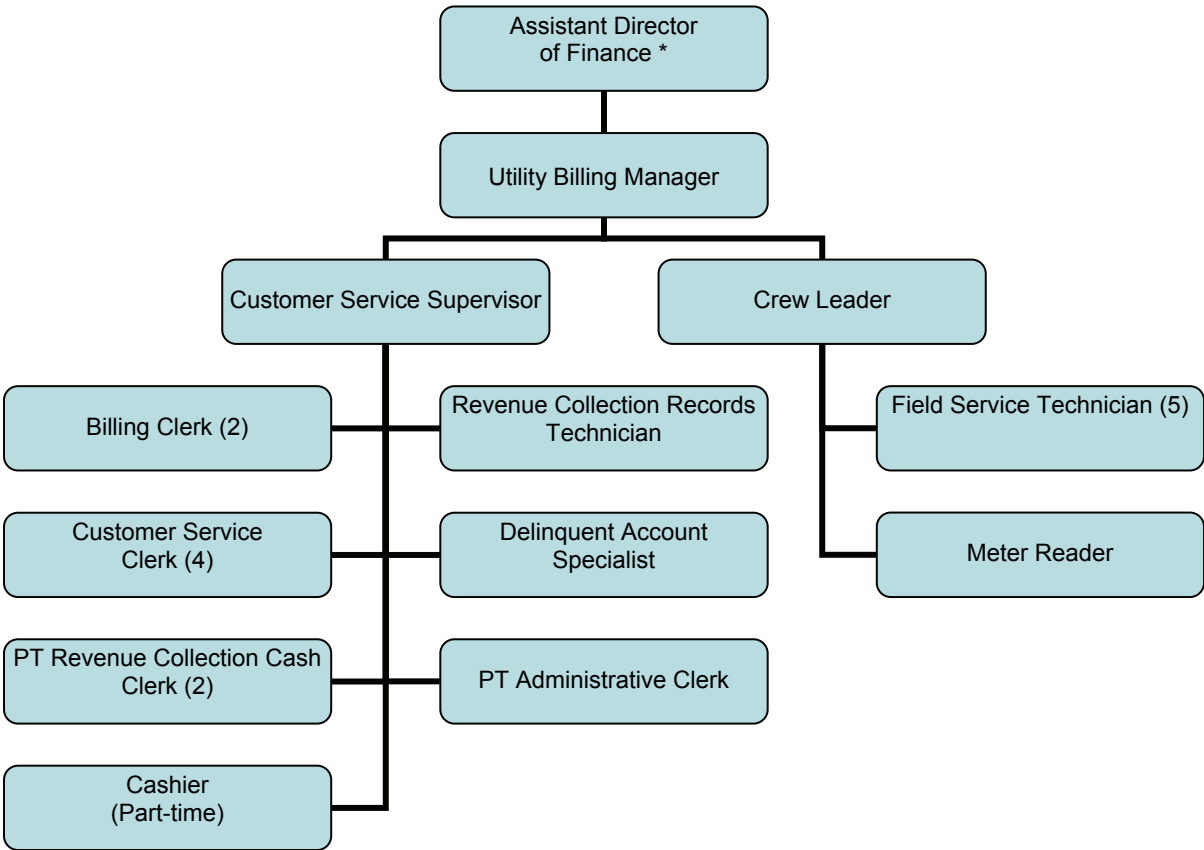 Assistant Director
of Finance *
Utility Billing Manager
Customer Service Supervisor
Crew Leader
Billing Clerk (2)
Revenue Collection Records
Technician
Field Service Technician (5)
Customer Service
Clerk (4)
Delinquent Account
Specialist
Meter Reader
PT Revenue Collection Cash
Clerk (2)
PT Administrative Clerk
Cashier
(Part-time)